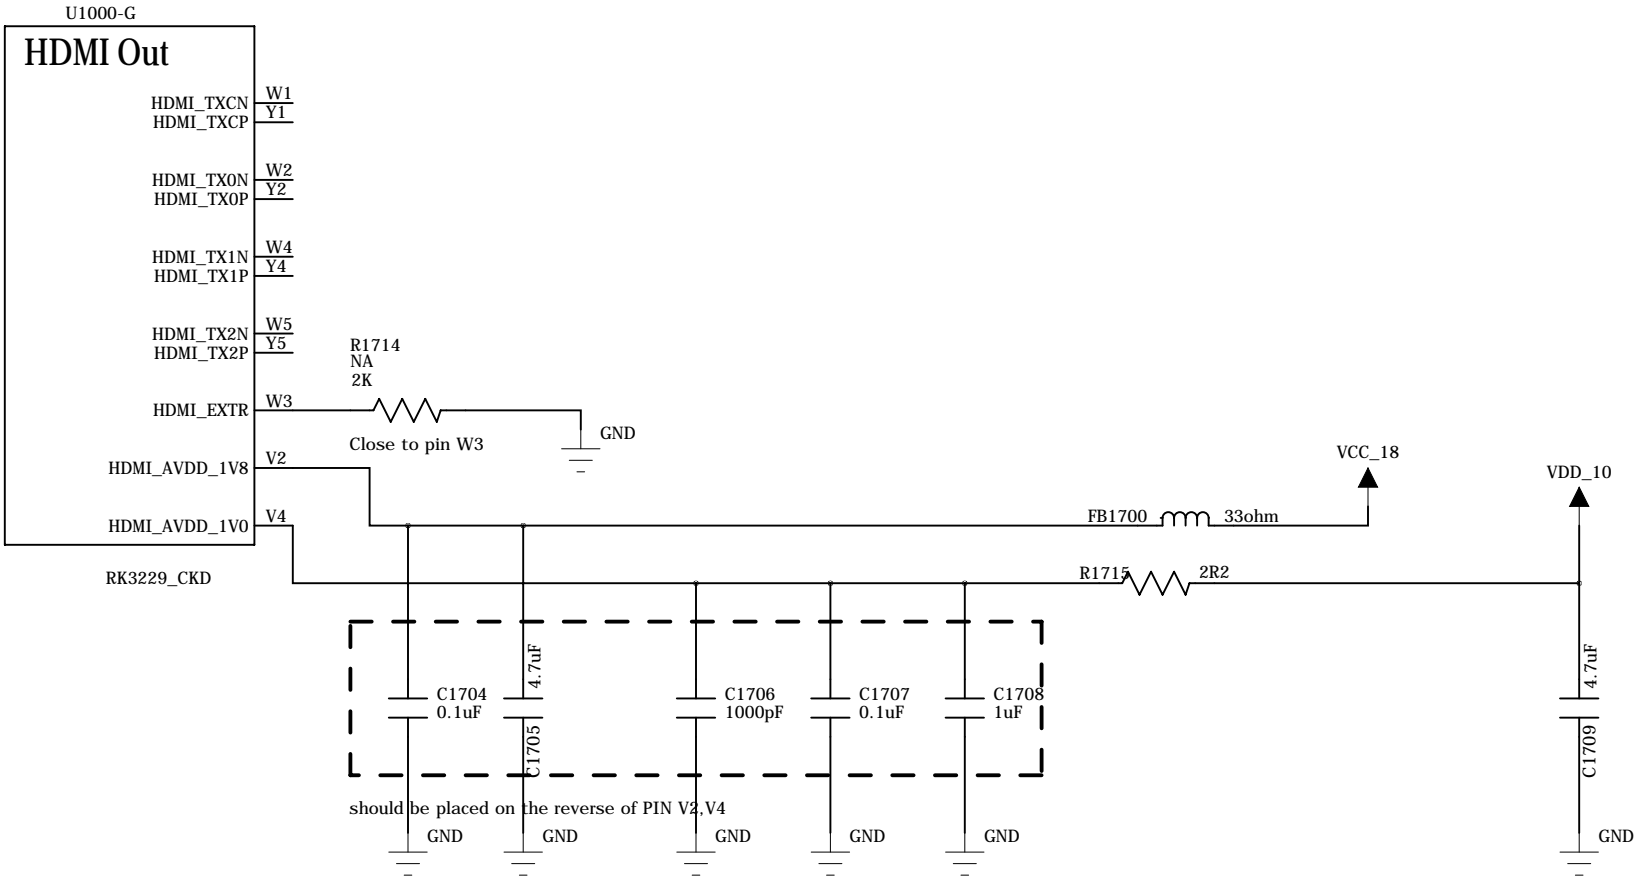 U1000-G
HDMI Out
HDMI_TXCN W1
HDMI_TXCP Y1
HDMI_TX0N W2
HDMI_TX0P Y2
HDMI_TX1N W4
HDMI_TX1P Y4
HDMI_TX2N W5
HDMI_TX2P Y5
R1714
NA
2K
HDMI_EXTR W3
GND
Close to pin W3
VCC_18
HDMI_AVDD_1V8 V2
VDD_10
FB1700 33ohm
HDMI_AVDD_1V0 V4
RK3229_CKD
R1715 2R2
4.7uF
4.7uF
C1704
0.1uF
C1706
1000pF
C1707
0.1uF
C1708
1uF
C1705
C1709
should be placed on the reverse of PIN V2,V4
GND
GND
GND
GND
GND
GND